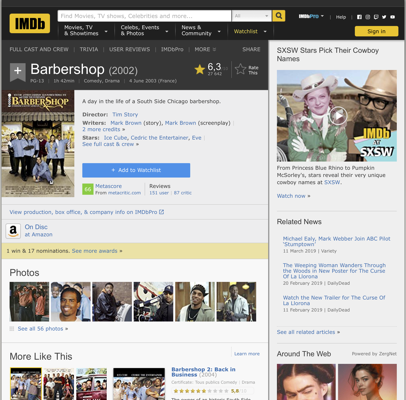 IMDb
Find Movies, TV shows, Celebrities and more...
All
Movies, TV & Showtimes
Celebs, Events & Photos
News & Community
Watchlist
IMDbPro
Help
Sign in
FULL CAST AND CREW | TRIVIA | USER REVIEWS | IMDbPro | MORE
SHARE
Barbershop (2002)
PG-13 | 1h 42min | Comedy, Drama | 4 June 2003 (France)
6,3
27 642
Rate This
BARBERSHOP
A day in the life of a South Side Chicago barbershop.
Director: Tim Story
Writers: Mark Brown (story), Mark Brown (screenplay) |
2 more credits »
Stars: Ice Cube, Cedric the Entertainer, Eve |
See full cast & crew »
+ Add to Watchlist
66
Metascore
From metacritic.com
Reviews
151 user | 87 critic
View production, box office, & company info on IMDbPro
On Disc
at Amazon
1 win & 17 nominations. See more awards »
Photos
See all 56 photos »
More Like This
Learn more
Barbershop 2: Back in
Business (2004)
SXSW Stars Pick Their Cowboy
Names
IMDb
at
SXSW
From Princess Blue Rhino to Pumpkin
McSorley's, stars reveal their very unique
cowboy names at SXSW.
Watch now »
Related News
Michael Ealy, Mark Webber Join ABC Pilot
'Stumptown'
11 March 2019 | Variety
The Weeping Woman Wanders Through
the Woods in New Poster for The Curse Of
La Llorona
20 February 2019 | DailyDead
Watch the New Trailer for The Curse Of
La Llorona
11 February 2019 | DailyDead
See all related articles »
Around The Web
Powered by ZergNet